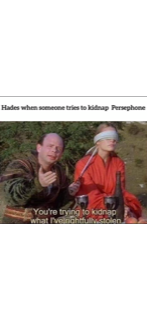 Hades when someone tries to kidnap Persephone
You're trying to kidnap
what I've rightfully stolen